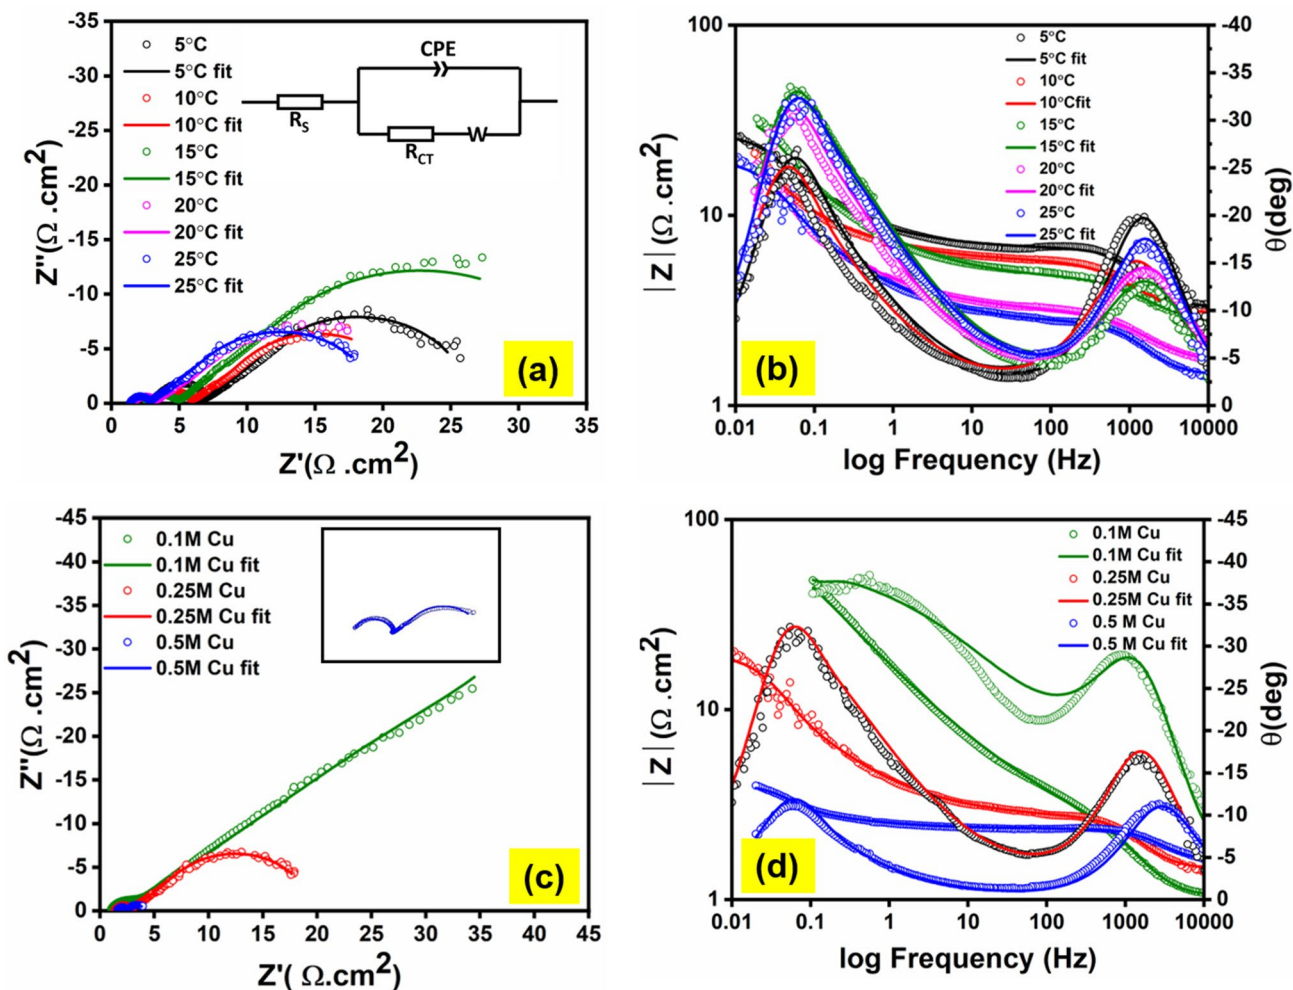 -35
-30
-25
-20
-15
-10
-5
0
Z''(Ω .cm2)
5°C
5°C fit
10°C
10°C fit
15°C
15°C fit
20°C
20°C fit
25°C
25°C fit
CPE
RS
RCT
W
(a)
0 5 10 15 20 25 30 35
Z'(Ω .cm2)
100
10
1
|Z|(Ω.cm2)
5°C
5°C fit
10°C
10°Cfit
15°C
15°C fit
20°C
20°C fit
25°C
25°C fit
(b)
-40
-35
-30
-25
-20
-15
-10
-5
0
θ(deg)
0.01 0.1 1 10 100 1000 10000
log Frequency (Hz)
-45
-40
-35
-30
-25
-20
-15
-10
-5
0
Z''(Ω .cm2)
0.1M Cu
0.1M Cu fit
0.25M Cu
0.25M Cu fit
0.5M Cu
0.5M Cu fit
(c)
0 5 10 15 20 25 30 35 40 45
Z'( Ω.cm2)
100
10
1
|Z|(Ω.cm2)
0.1M Cu
0.1M Cu fit
0.25M Cu
0.25M Cu fit
0.5 M Cu
0.5 M Cu fit
(d)
-45
-40
-35
-30
-25
-20
-15
-10
-5
0
θ(deg)
0.01 0.1 1 10 100 1000 10000
log Frequency (Hz)